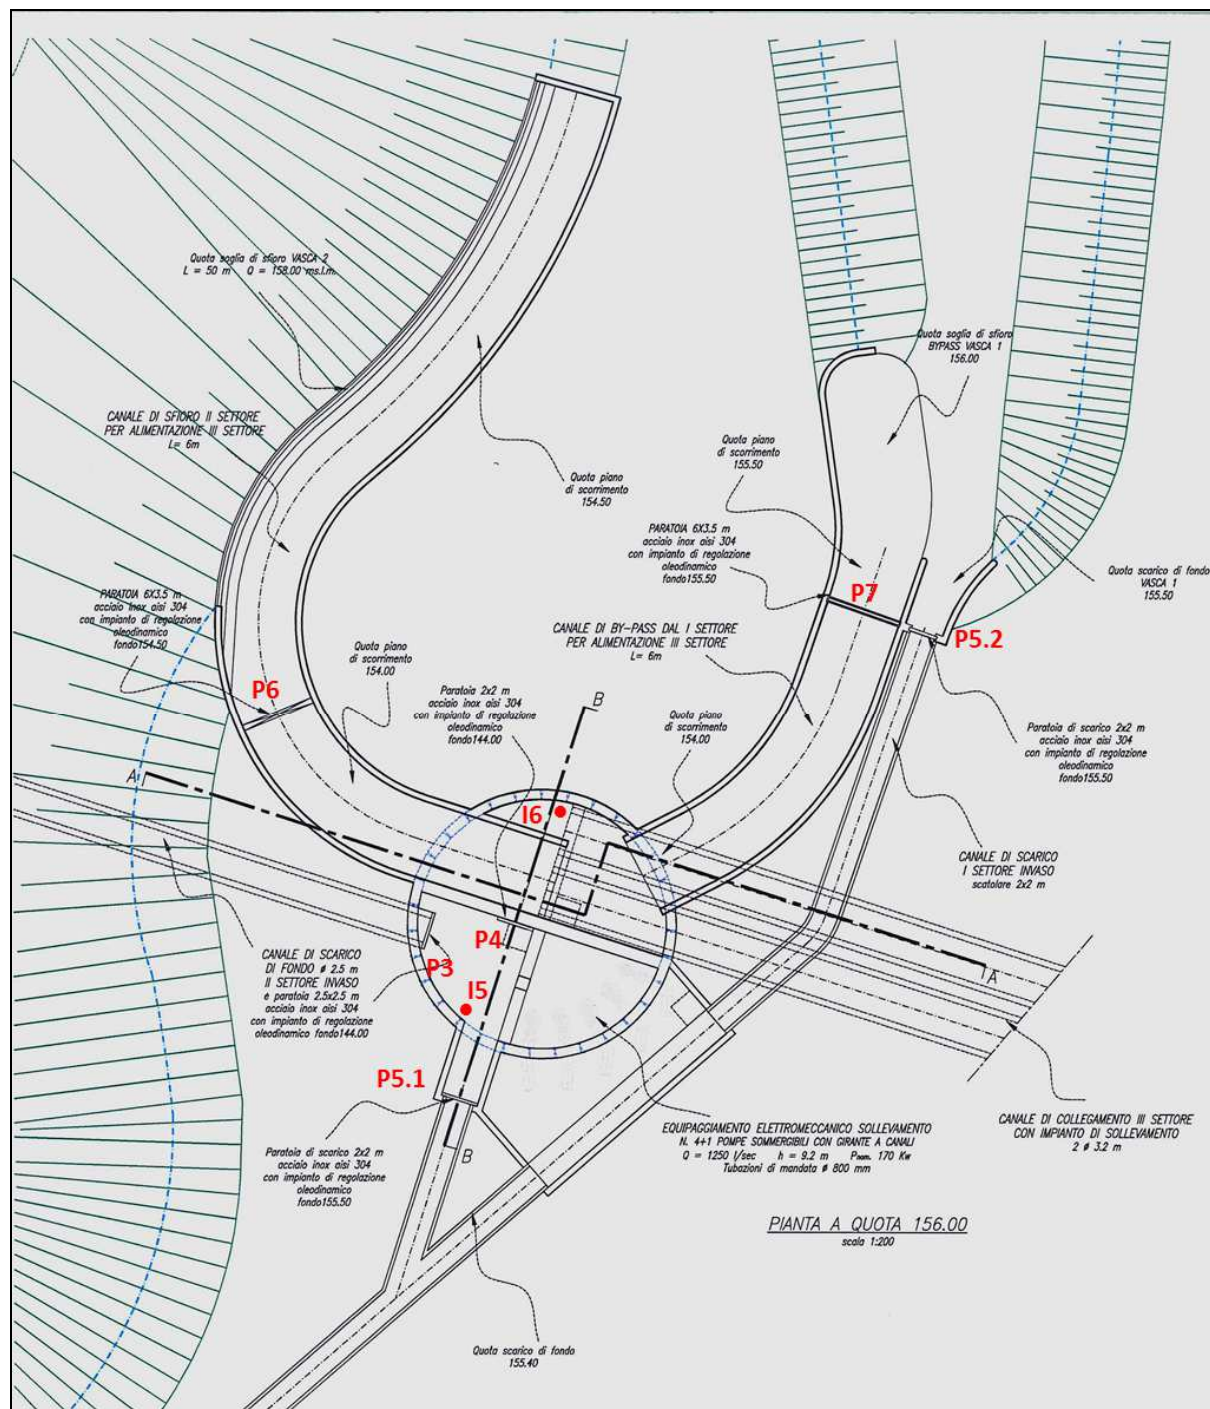 Quota soglia di sfioro VASCA 2
L = 50 m Q = 158.00 ms.l.m.
Quota soglia di sfioro
BYPASS VASCA 1
156.00
CANALE DI SFIORO II SETTORE
PER ALIMENTAZIONE III SETTORE
L= 6m
Quota piano
di scorrimento
155.50
Quota piano
di scorrimento
154.50
PARATOIA 6X3.5 m
acciaio inox aisi 304
con impianto di regolazione
oleodinamico
fondo155.50
Quota scarico di fondo
VASCA 1
155.50
PARATOIA 6X3.5 m
acciaio inox aisi 304
con impianto di regolazione
oleodinamico
fondo154.50
P7
CANALE DI BY-PASS DAL I SETTORE
PER ALIMENTAZIONE III SETTORE
L= 6m
P5.2
Quota piano
di scorrimento
154.00
P6
Paratoia 2x2 m
acciaio inox aisi 304
con impianto di regolazione
oleodinamico
fondo144.00
B
Quota piano
di scorrimento
154.00
Paratoia di scarico 2x2 m
acciaio inox aisi 304
con impianto di regolazione
oleodinamico
fondo155.50
A
I6
CANALE DI SCARICO
I SETTORE INVASO
scatolare 2x2 m
P4
CANALE DI SCARICO
DI FONDO ø 2.5 m
II SETTORE INVASO
e paratoia 2.5x2.5 m
acciaio inox aisi 304
con impianto di regolazione
oleodinamico fondo144.00
P3
I5
A
P5.1
CANALE DI COLLEGAMENTO III SETTORE
CON IMPIANTO DI SOLLEVAMENTO
2 ø 3.2 m
EQUIPAGGIAMENTO ELETTROMECCANICO SOLLEVAMENTO
N. 4+1 POMPE SOMMERGIBILI CON GIRANTE A CANALI
Q = 1250 l/sec h = 9.2 m Pnom. 170 Kw
Tubazioni di mandata ø 800 mm
B
Paratoia di scarico 2x2 m
acciaio inox aisi 304
con impianto di regolazione
oleodinamico
fondo155.50
PIANTA A QUOTA 156.00
scala 1:200
Quota scarico di fondo
155.40